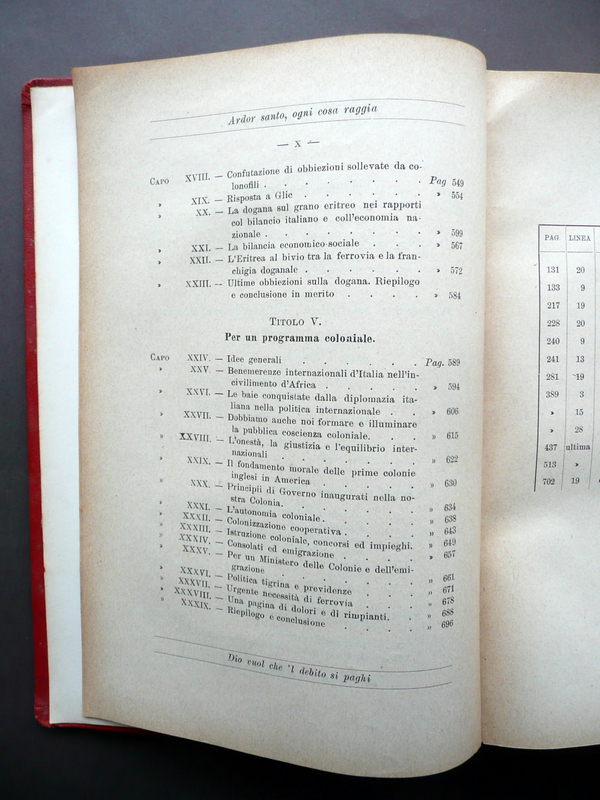 Ardor santo, ogni cosa raggia
— X —
Capo XVIII. — Confutazione di obbiezioni sollevate da co-
lonofili . . . . . . . . Pag 549
» XIX. — Risposta a Glic . . . . . . » 554
» XX. — La dogana sul grano eritreo nei rapporti
col bilancio italiano e coll'economia na-
zionale . . . . . . . . » 599
» XXI. — La bilancia economico sociale . . . » 567
» XXII. — L'Eritrea al bivio tra la ferrovia e la fran-
chigia doganale . . . . . . » 572
» XXIII. — Ultime obbiezioni sulla dogana. Riepilogo
e conclusione in merito . . . . » 584
Titolo V.
Per un programma coloniale.
Capo XXIV. — Idee generali . . . . . . Pag. 589
» XXV. — Benemerenze internazionali d'Italia nell'in-
civilimento d'Africa . . . . . » 594
» XXVI. — Le baie conquistate dalla diplomazia ita-
liana nella politica internazionale . . » 606
» XXVII. — Dobbiamo anche noi formare e illuminare
la pubblica coscienza coloniale. . . » 615
» XXVIII. — L'onestà, la giustizia e l'equilibrio inter-
nazionali . . . . . . . » 622
» XXIX. — Il fondamento morale delle prime colonie
inglesi in America . . . . . » 630
» XXX. — Principii di Governo inaugurati nella no-
stra Colonia. . . . . . . » 634
» XXXI. — L'autonomia coloniale. . . . . » 638
» XXXII. — Colonizzazione cooperativa . . . . » 643
» XXXIII. — Istruzione coloniale, concorsi ed impieghi. » 649
» XXXIV. — Consolati ed emigrazione . . . . » 657
» XXXV. — Per un Ministero delle Colonie e dell'emi-
grazione . . . . . . . » 661
» XXXVI. — Politica tigrina e previdenze . . . » 671
» XXXVII. — Urgente necessità di ferrovia . . . » 678
» XXXVIII. — Una pagina di dolori e di rimpianti. . » 688
» XXXIX. — Riepilogo e conclusione . . . . » 696
Dio vuol che 'l debito si paghi
PAG. LINEA
131 20
133 9
217 19
228 20
240 9
241 13
281 19
389 3
» 15
» 28
437 ultima
513 »
702 19